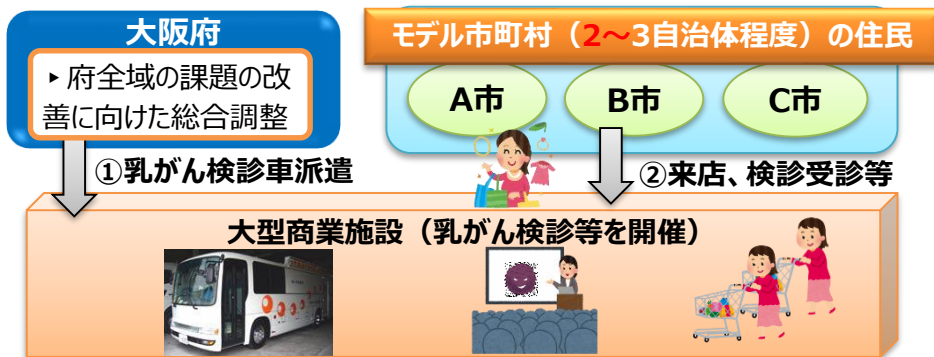 大阪府
▸ 府全域の課題の改
善に向けた総合調整
モデル市町村（2～3自治体程度）の住民
A市
B市
C市
①乳がん検診車派遣
②来店、検診受診等
大型商業施設（乳がん検診等を開催）